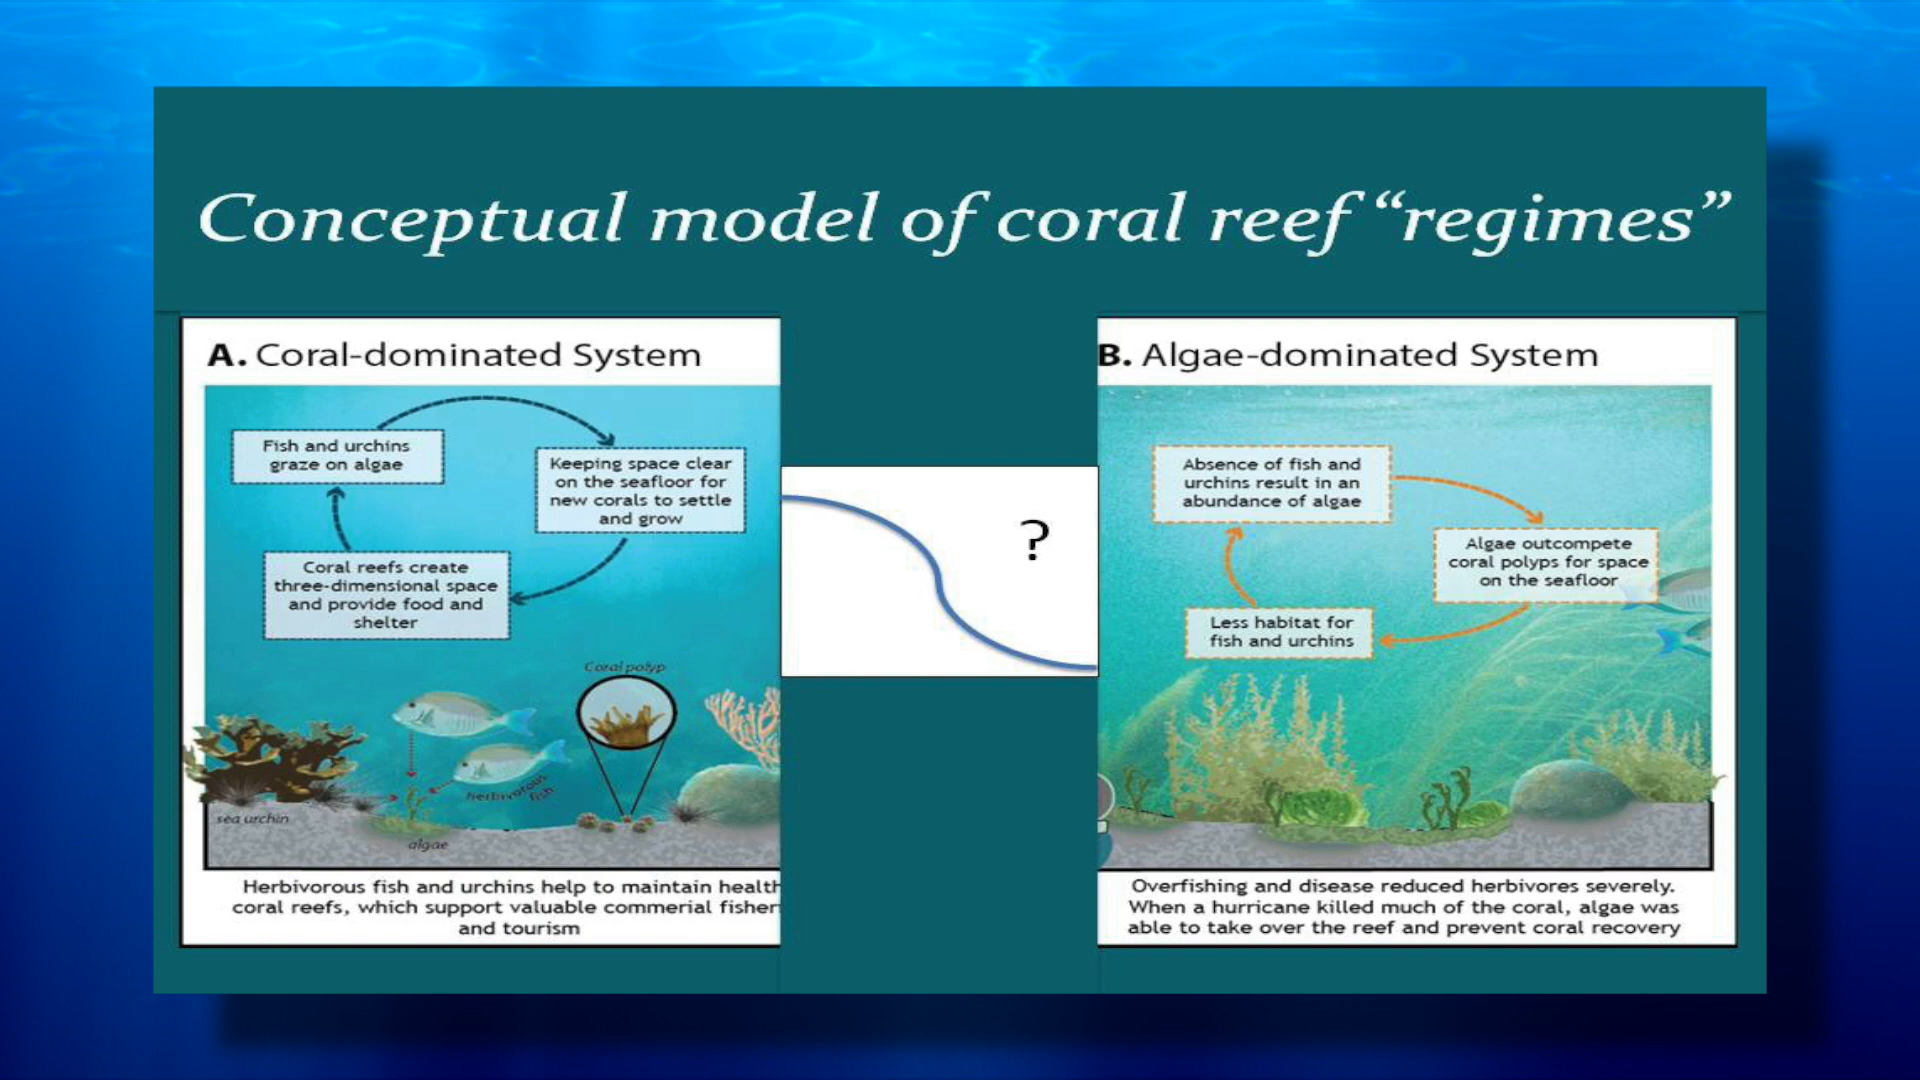 Conceptual model of coral reef “regimes”
A. Coral-dominated System
Fish and urchins
graze on algae
Keeping space clear
on the seafloor for
new corals to settle
and grow
Coral reefs create
three-dimensional space
and provide food and
shelter
Coral polyp
herbivorous
fish
sea urchin
algae
Herbivorous fish and urchins help to maintain health
coral reefs, which support valuable commerial fisher
and tourism
?
B. Algae-dominated System
Absence of fish and
urchins result in an
abundance of algae
Algae outcompete
coral polyps for space
on the seafloor
Less habitat for
fish and urchins
Overfishing and disease reduced herbivores severely.
When a hurricane killed much of the coral, algae was
able to take over the reef and prevent coral recovery